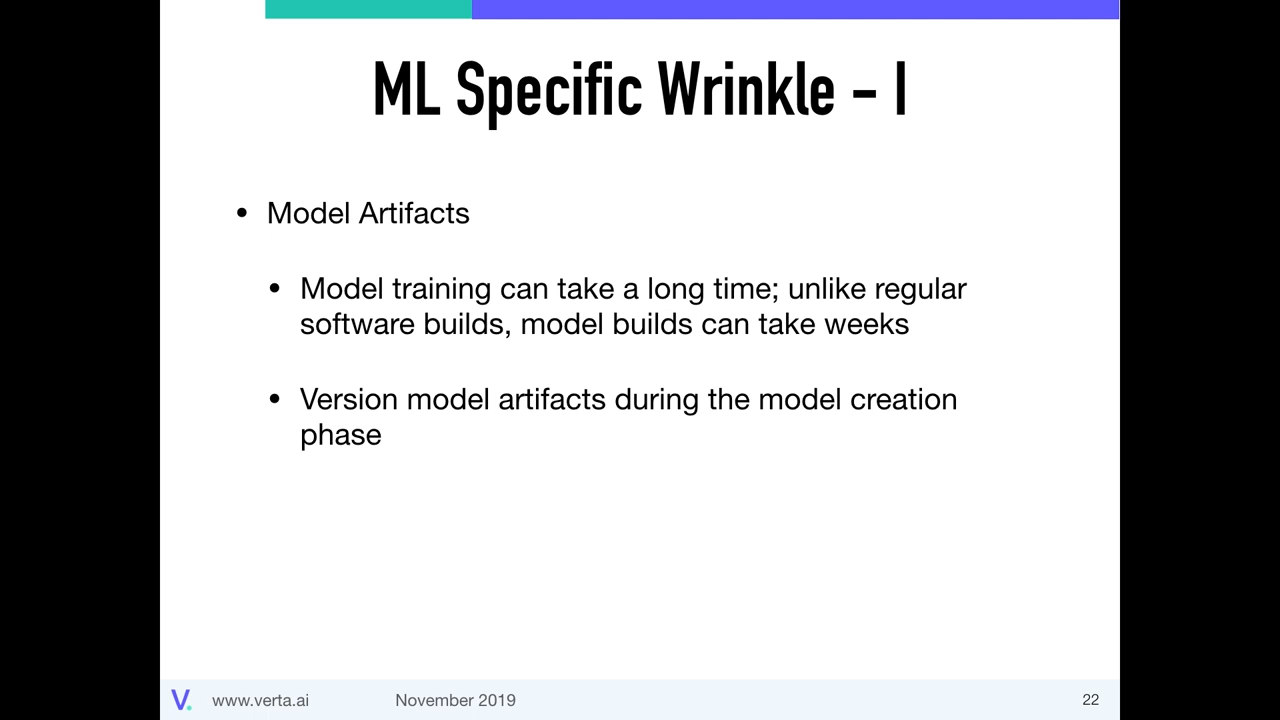 ML Specific Wrinkle – I
• Model Artifacts
• Model training can take a long time; unlike regular
software builds, model builds can take weeks
• Version model artifacts during the model creation
phase
V. www.verta.ai November 2019 22